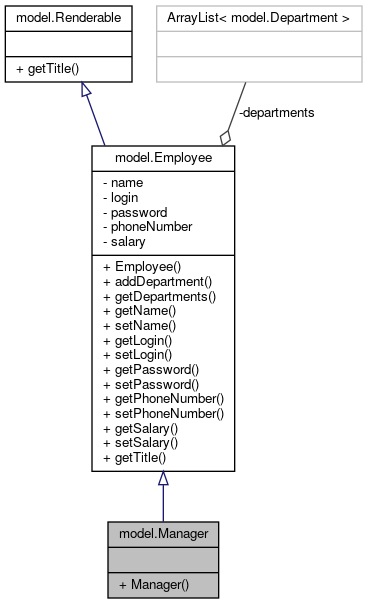 model.Renderable
+ getTitle()
ArrayList< model.Department >
-departments
model.Employee
- name
- login
- password
- phoneNumber
- salary
+ Employee()
+ addDepartment()
+ getDepartments()
+ getName()
+ setName()
+ getLogin()
+ setLogin()
+ getPassword()
+ setPassword()
+ getPhoneNumber()
+ setPhoneNumber()
+ getSalary()
+ setSalary()
+ getTitle()
model.Manager
+ Manager()